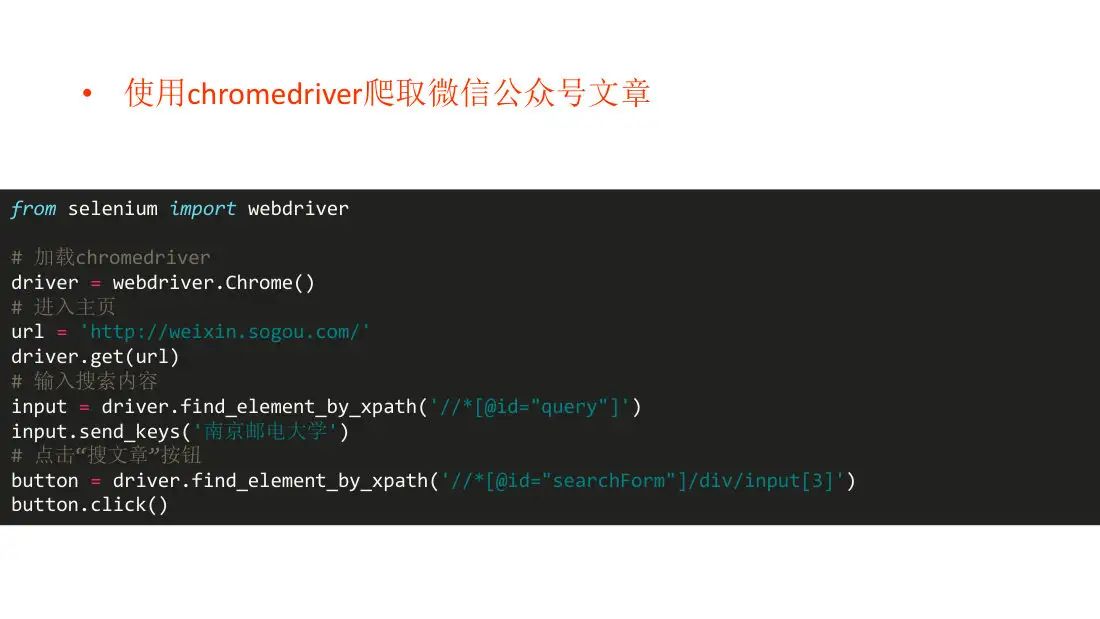 • 使用chromedriver爬取微信公众号文章
from selenium import webdriver
# 加载chromedriver
driver = webdriver.Chrome()
# 进入主页
url = 'http://weixin.sogou.com/'
driver.get(url)
# 输入搜索内容
input = driver.find_element_by_xpath('//*[@id="query"]')
input.send_keys('南京邮电大学')
# 点击“搜文章”按钮
button = driver.find_element_by_xpath('//*[@id="searchForm"]/div/input[3]')
button.click()